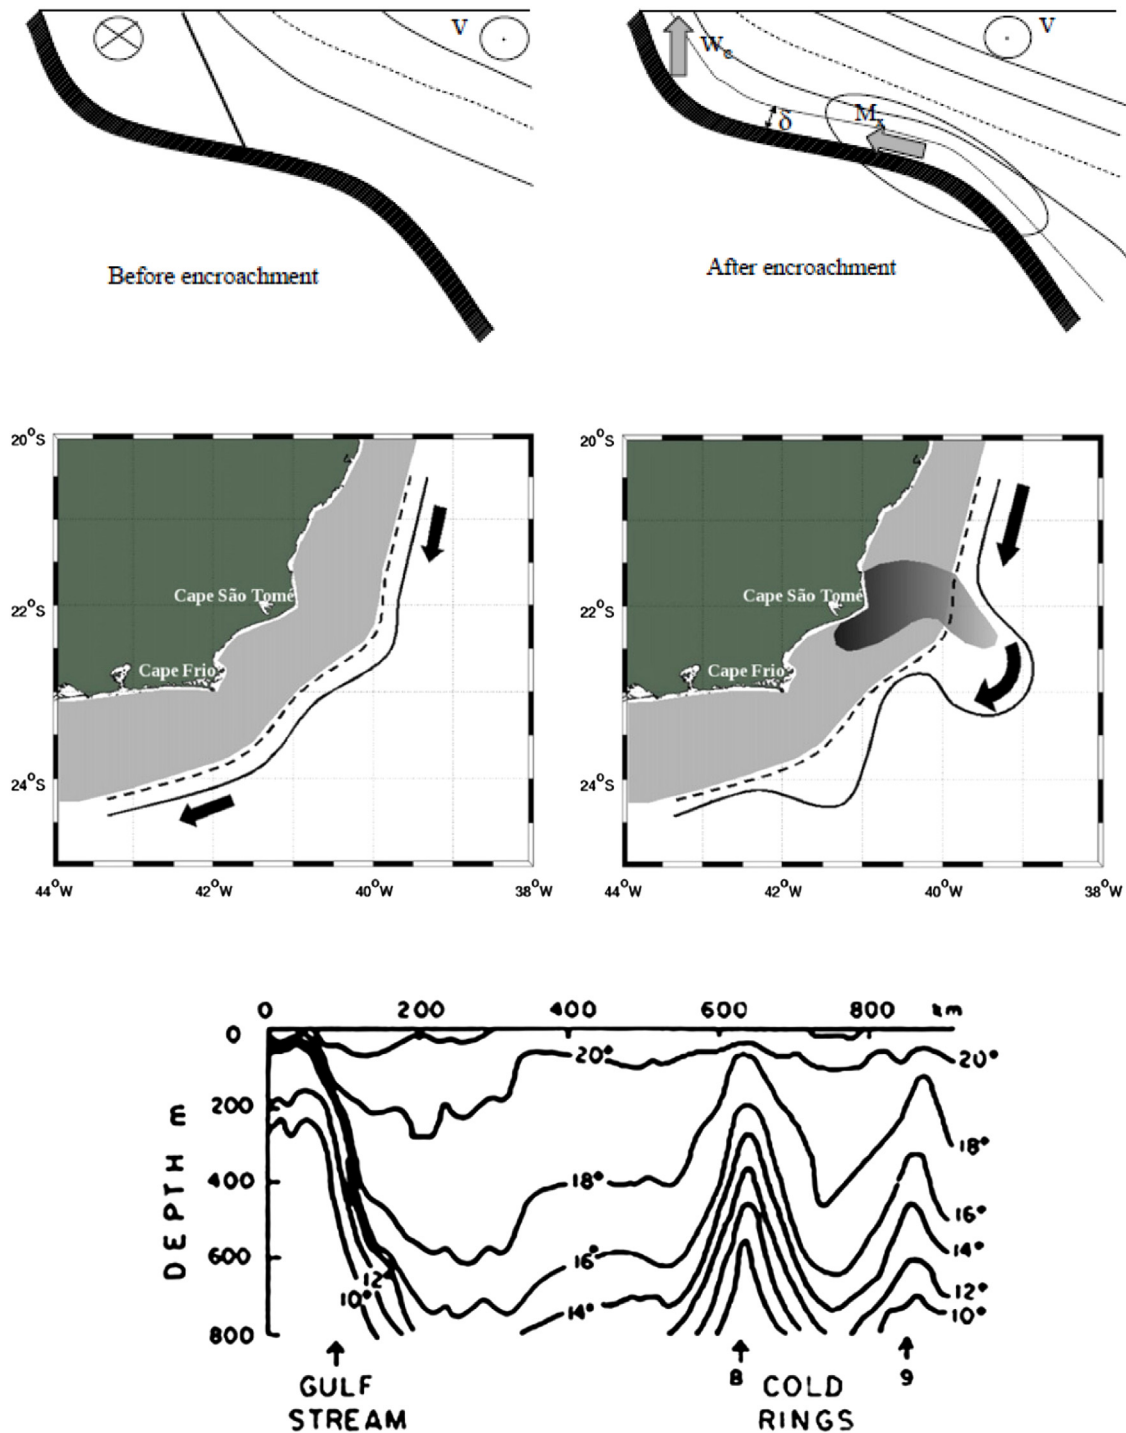 V
V
W_c
δ
M_x
Before encroachment
After encroachment
20°S
22°S
24°S
44°W
42°W
40°W
38°W
Cape São Tomé
Cape Frio
20°S
22°S
24°S
44°W
42°W
40°W
38°W
Cape São Tomé
Cape Frio
0 200 400 600 800 km
0
200
400
600
800
DEPTH m
20°
18°
16°
14°
12
10°
20°
18°
16°
14°
12°
10°
GULF
STREAM
8
COLD
RINGS
9